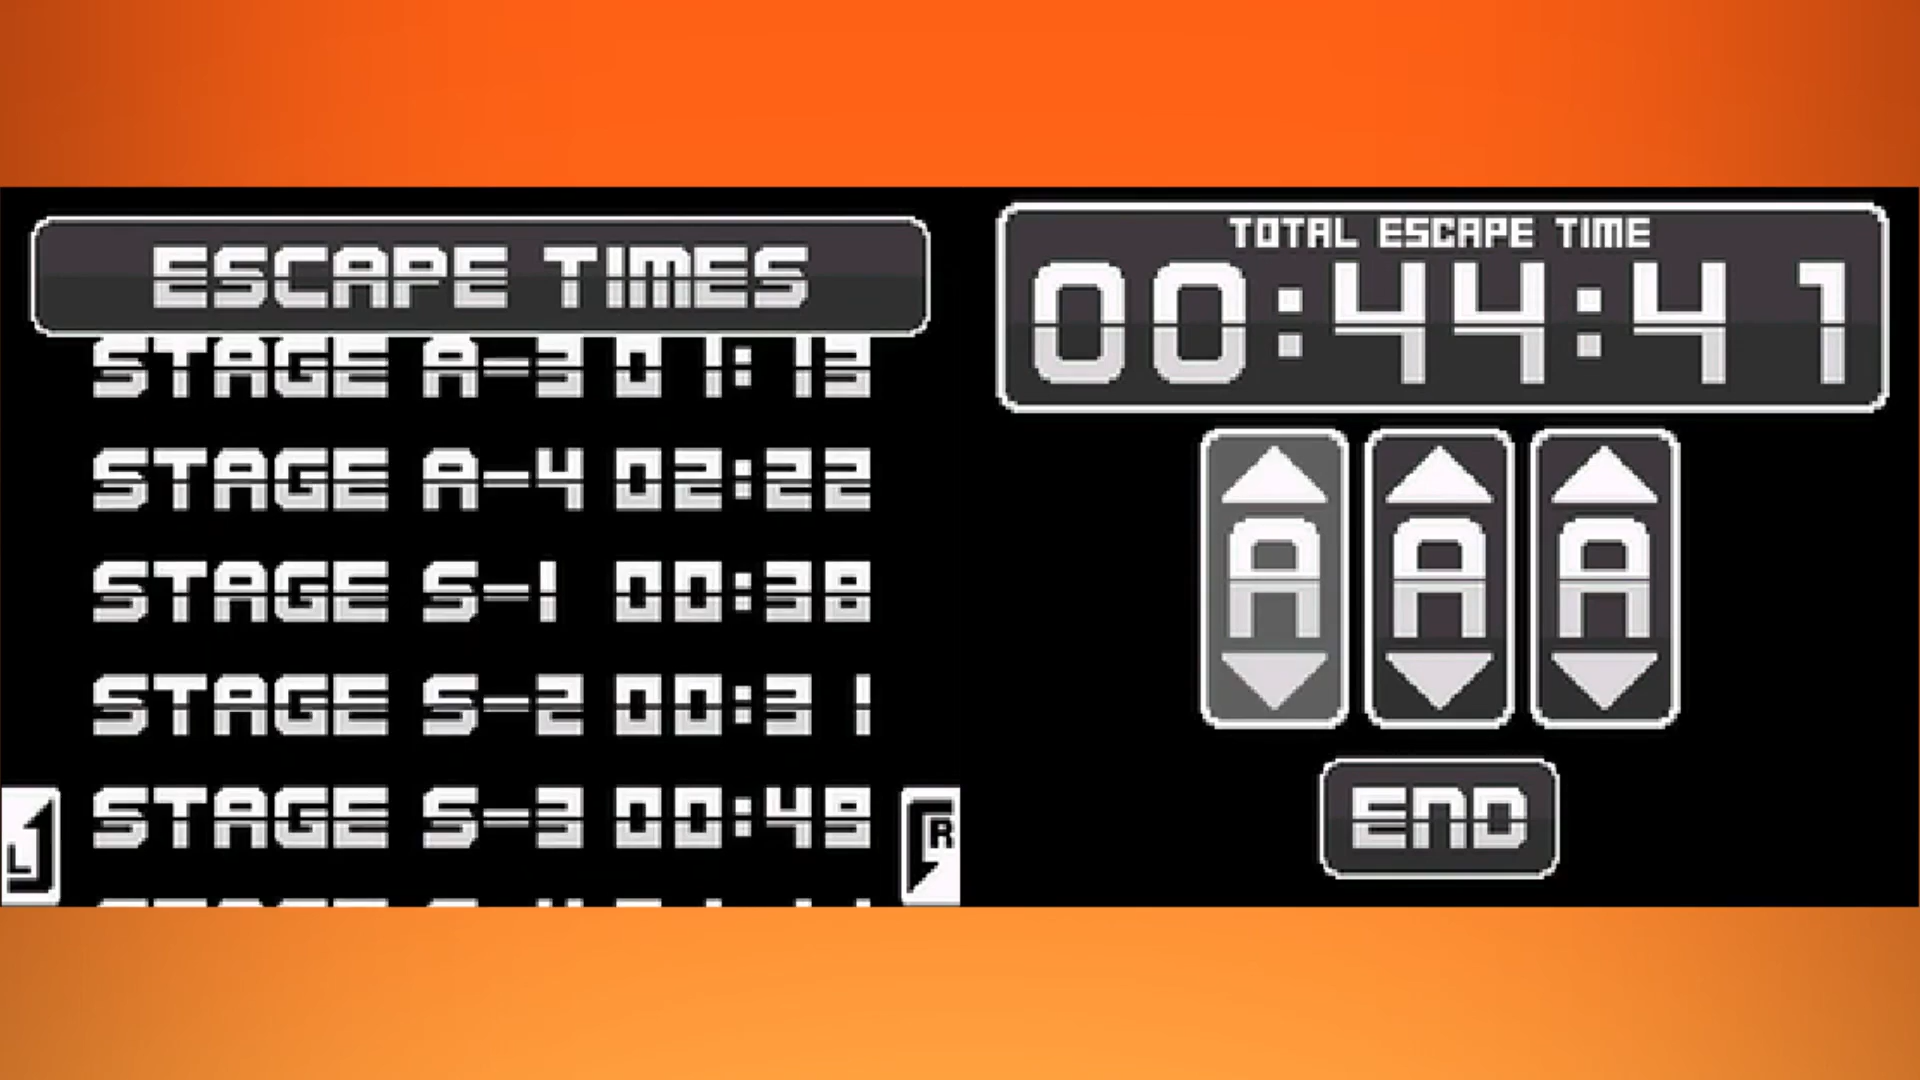 ESCAPE TIMES
STAGE A-3 01:13
STAGE A-4 02:22
STAGE S-1 00:38
STAGE S-2 00:31
STAGE S-3 00:49
L
R
TOTAL ESCAPE TIME
00:44:41
A A A
END